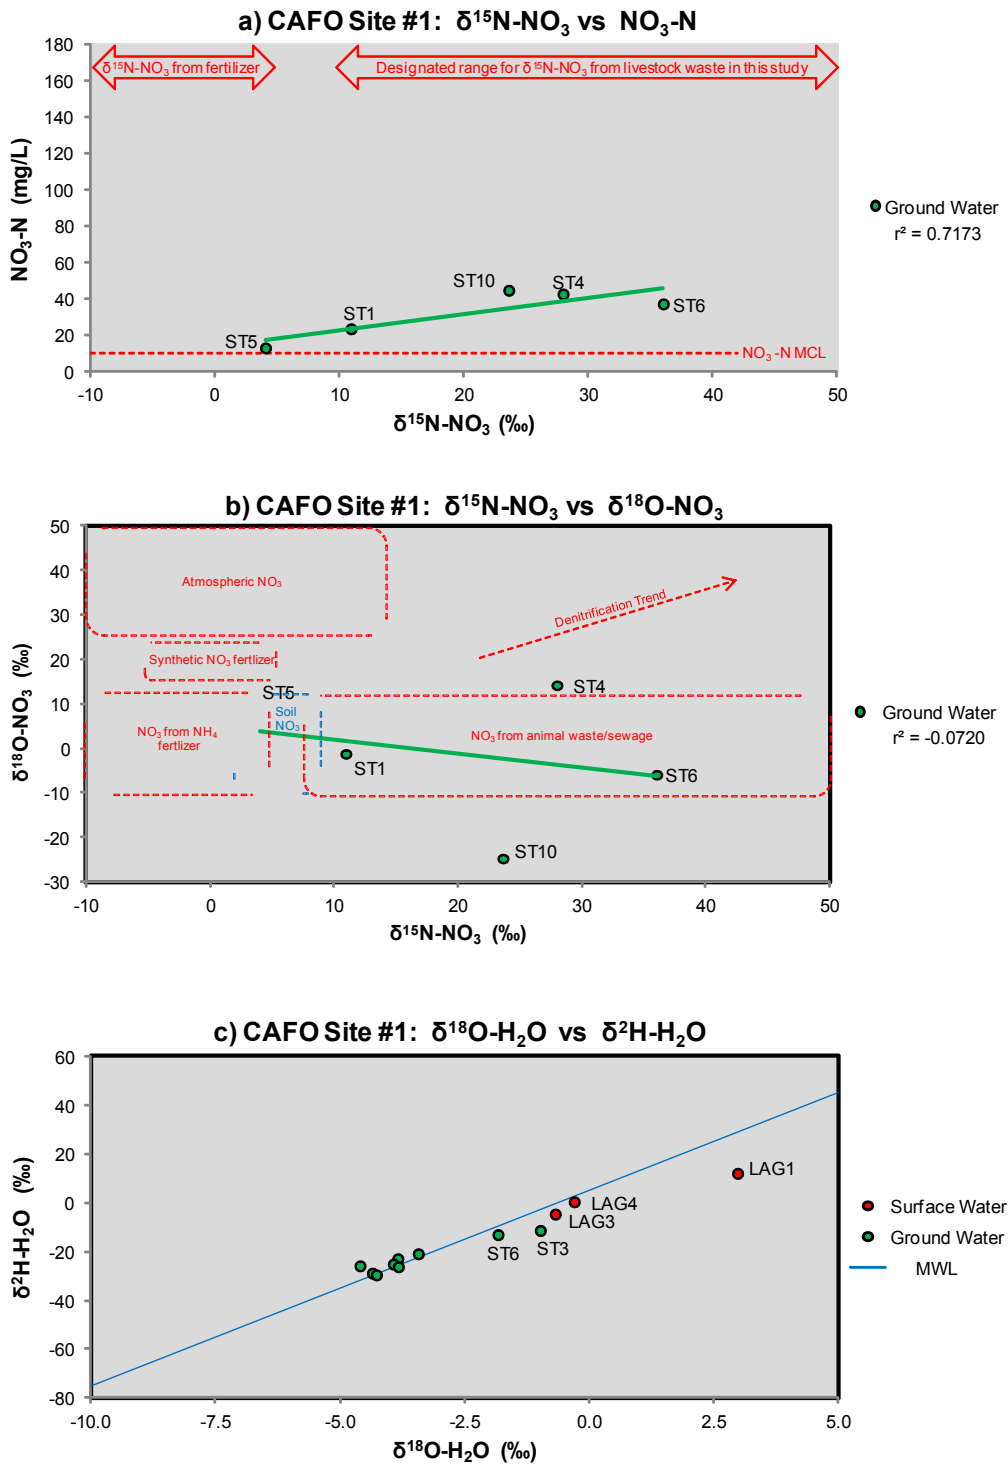 a) CAFO Site #1: δ¹⁵N-NO₃ vs NO₃-N
180
160
140
120
100
80
60
40
20
0
NO₃-N (mg/L)
δ¹⁵N-NO₃ from fertilizer
Designated range for δ¹⁵N-NO₃ from livestock waste in this study
ST10
ST4
ST6
ST1
ST5
NO₃-N MCL
Ground Water
r² = 0.7173
-10
0
10
20
30
40
50
δ¹⁵N-NO₃ (‰)
b) CAFO Site #1: δ¹⁵N-NO₃ vs δ¹⁸O-NO₃
50
40
30
20
10
0
-10
-20
-30
δ¹⁸O-NO₃ (‰)
Atmospheric NO₃
Denitrification Trend
Synthetic NO₃ fertlizer
ST5
ST4
Soil
NO₃
NO₃ from NH₄
fertlizer
NO₃ from animal waste/sewage
ST1
ST6
ST10
Ground Water
r² = -0.0720
-10
0
10
20
30
40
50
δ¹⁵N-NO₃ (‰)
c) CAFO Site #1: δ¹⁸O-H₂O vs δ²H-H₂O
60
40
20
0
-20
-40
-60
-80
δ²H-H₂O (‰)
LAG1
LAG4
LAG3
ST6
ST3
Surface Water
Ground Water
MWL
-10.0
-7.5
-5.0
-2.5
0.0
2.5
5.0
δ¹⁸O-H₂O (‰)